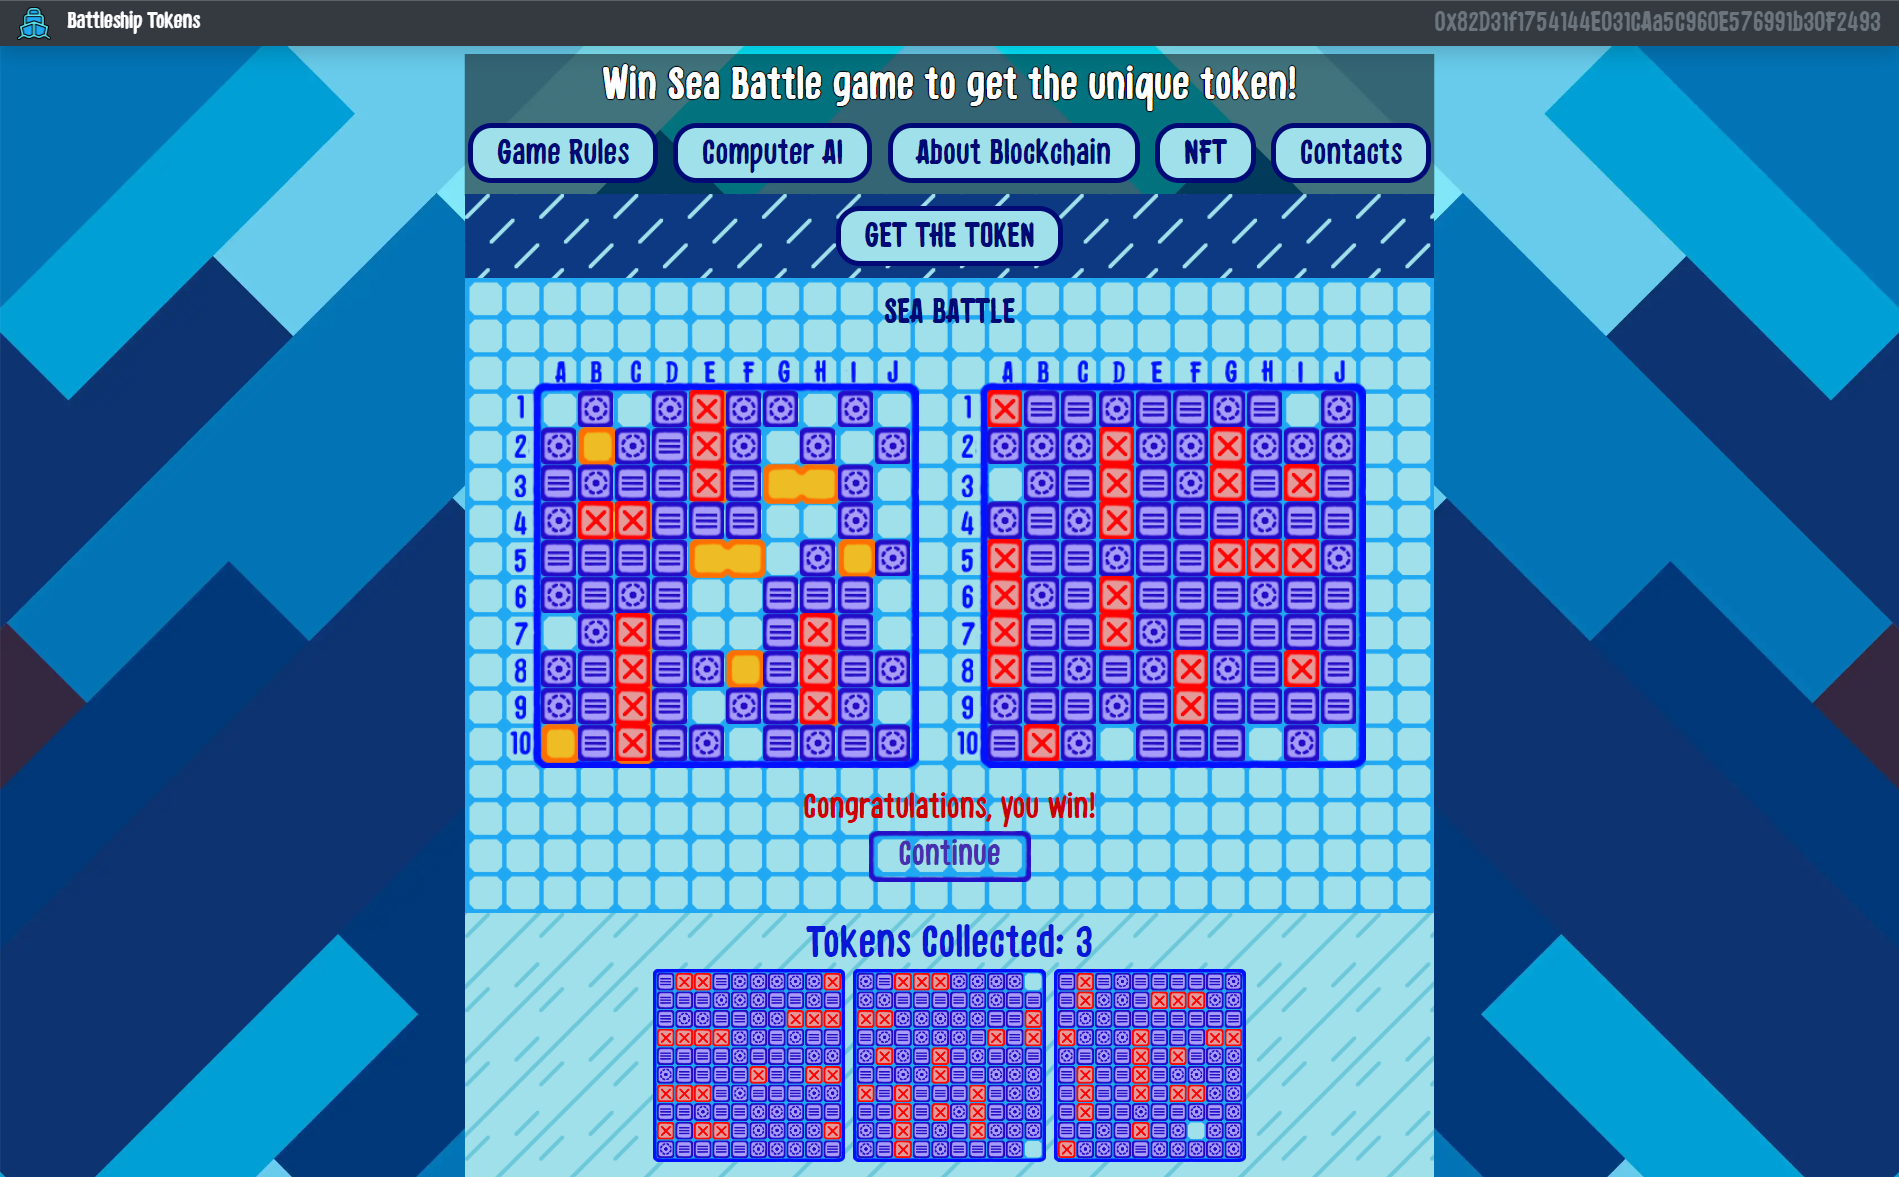 Battleship Tokens
0x82D31f1754144E031CAa5C960E576991b30F2493
Win Sea Battle game to get the unique token!
Game Rules Computer AI About Blockchain NFT Contacts
GET THE TOKEN
SEA BATTLE
A B C D E F G H I J A B C D E F G H I J
1 1
2 2
3 3
4 4
5 5
6 6
7 7
8 8
9 9
10 10
Congratulations, you win!
Continue
Tokens Collected: 3